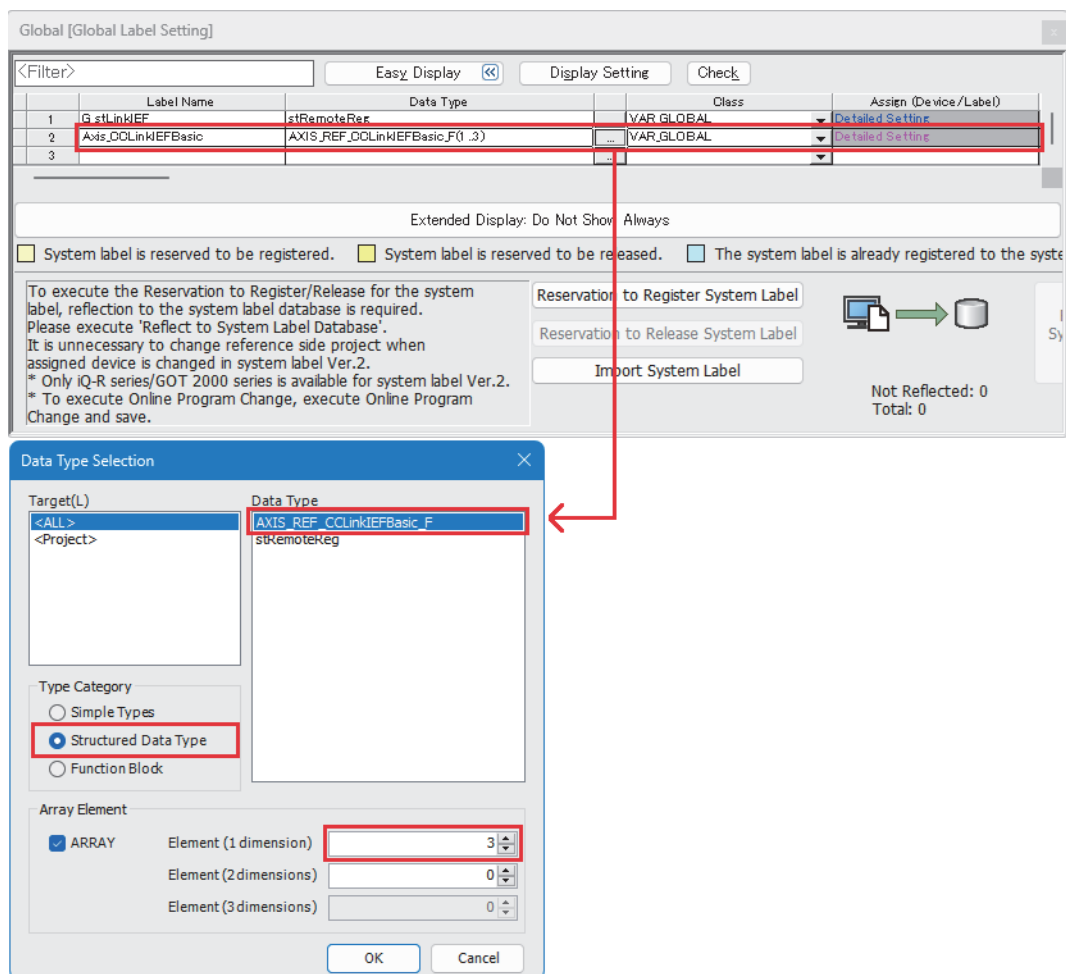 Global [Global Label Setting]
<Filter>
Easy Display
Display Setting
Check
Label Name Data Type Class Assign (Device/Label)
1 G_stLinkIEF stRemoteReg VAR_GLOBAL Detailed Setting
2 Axis_CCLinkIEFBasic AXIS_REF_CCLinkIEFBasic_F(1..3) ... VAR_GLOBAL Detailed Setting
3 ...
Extended Display: Do Not Show Always
System label is reserved to be registered. System label is reserved to be released. The system label is already registered to the syste
To execute the Reservation to Register/Release for the system
label, reflection to the system label database is required.
Please execute 'Reflect to System Label Database'.
It is unnecessary to change reference side project when
assigned device is changed in system label Ver.2.
* Only iQ-R series/GOT 2000 series is available for system label Ver.2.
* To execute Online Program Change, execute Online Program
Change and save.
Reservation to Register System Label
Reservation to Release System Label
Import System Label
Not Reflected: 0
Total: 0
Sy
Data Type Selection
Target(L)
<ALL>
<Project>
Data Type
AXIS_REF_CCLinkIEFBasic_F
stRemoteReg
Type Category
Simple Types
Structured Data Type
Function Block
Array Element
ARRAY
Element (1 dimension) 3
Element (2 dimensions) 0
Element (3 dimensions) 0
OK
Cancel